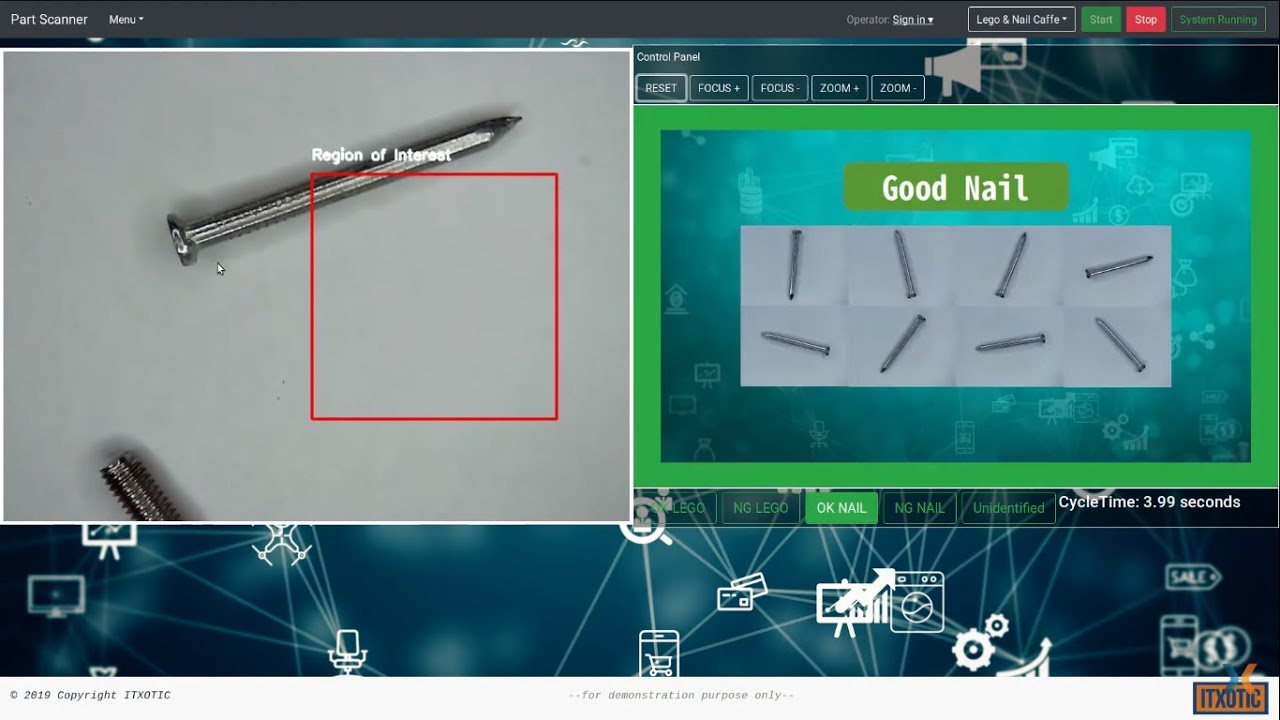 Part Scanner Menu Operator: Sign in Lego & Nail Caffe Start Stop System Running
Control Panel
RESET FOCUS + FOCUS - ZOOM + ZOOM -
Region of Interest
Good Nail
LEGO NG LEGO OK NAIL NG NAIL Unidentified CycleTime: 3.99 seconds
SALE
© 2019 Copyright ITXOTIC --for demonstration purpose only--
ITXOTIC